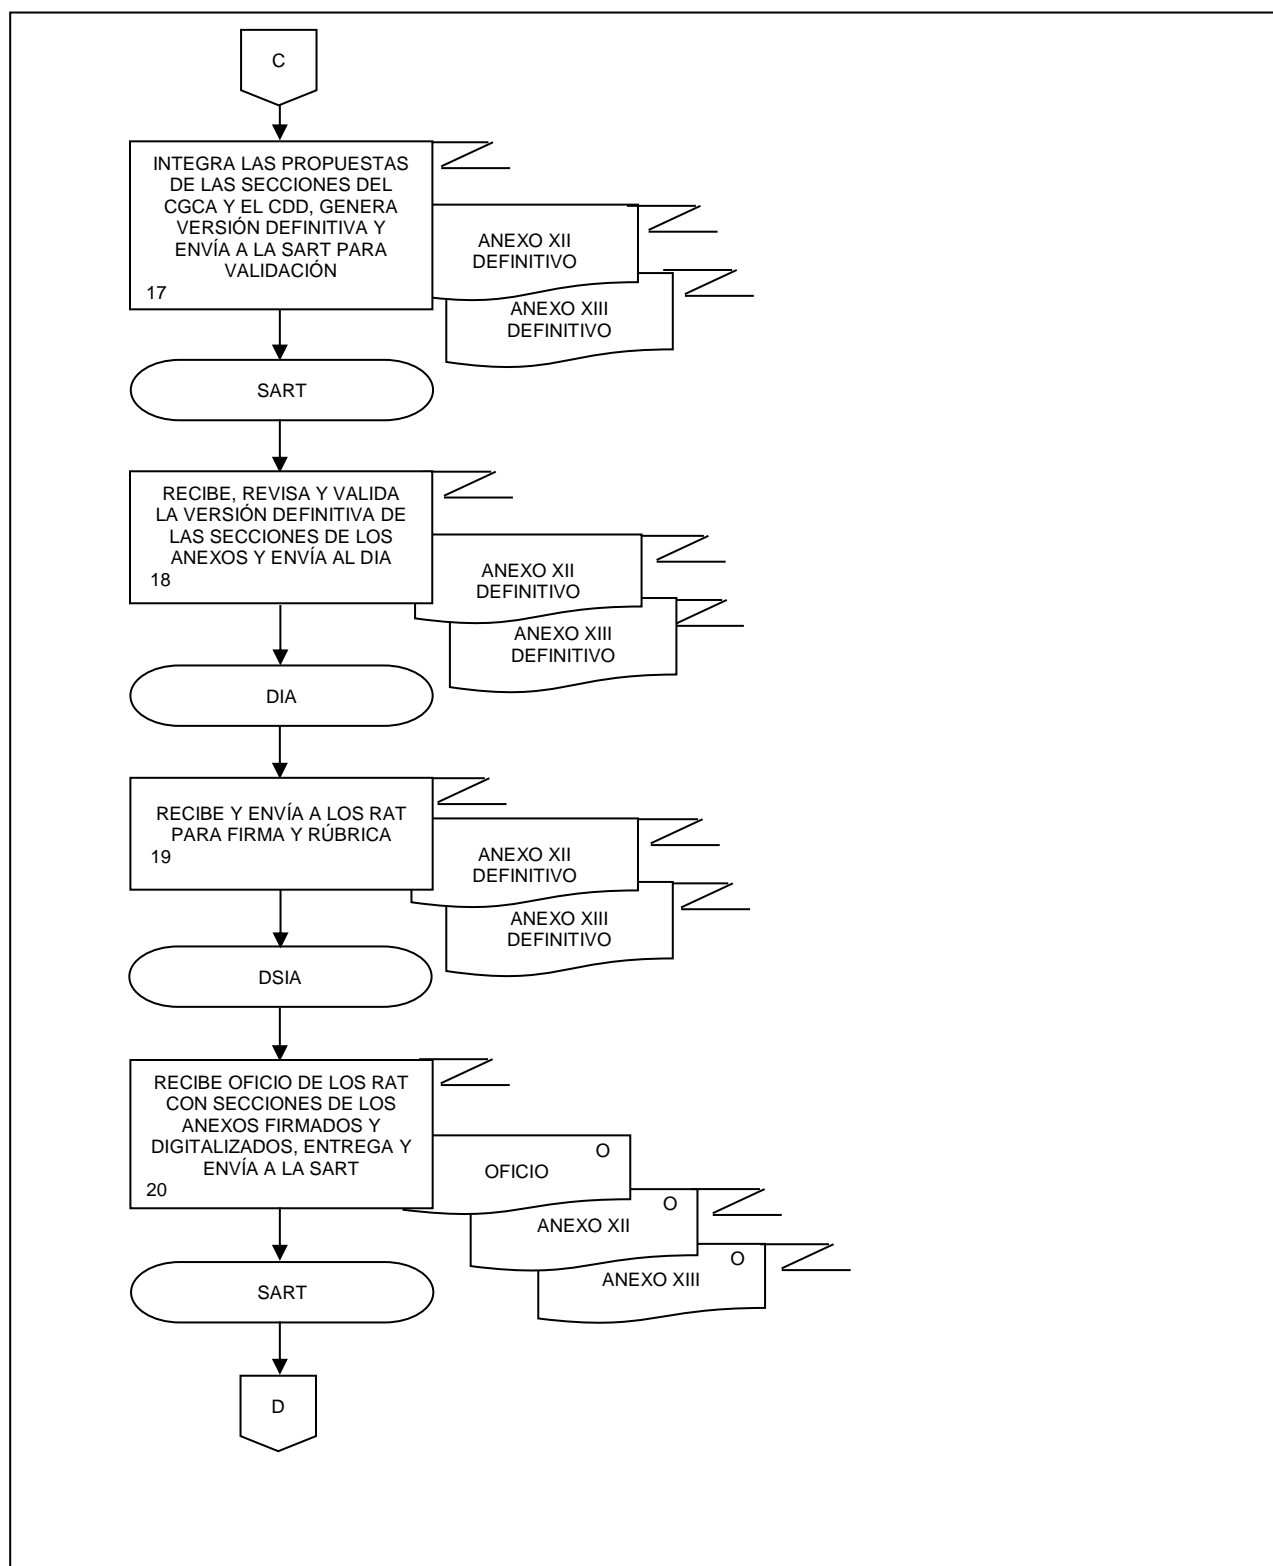 C
INTEGRA LAS PROPUESTAS
DE LAS SECCIONES DEL
CGCA Y EL CDD, GENERA
VERSIÓN DEFINITIVA Y
ENVÍA A LA SART PARA
VALIDACIÓN
17
ANEXO XII
DEFINITIVO
ANEXO XIII
DEFINITIVO
SART
RECIBE, REVISA Y VALIDA
LA VERSIÓN DEFINITIVA DE
LAS SECCIONES DE LOS
ANEXOS Y ENVÍA AL DIA
18
ANEXO XII
DEFINITIVO
ANEXO XIII
DEFINITIVO
DIA
RECIBE Y ENVÍA A LOS RAT
PARA FIRMA Y RÚBRICA
19
ANEXO XII
DEFINITIVO
ANEXO XIII
DEFINITIVO
DSIA
RECIBE OFICIO DE LOS RAT
CON SECCIONES DE LOS
ANEXOS FIRMADOS Y
DIGITALIZADOS, ENTREGA Y
ENVÍA A LA SART
20
O
OFICIO
O
ANEXO XII
O
ANEXO XIII
SART
D